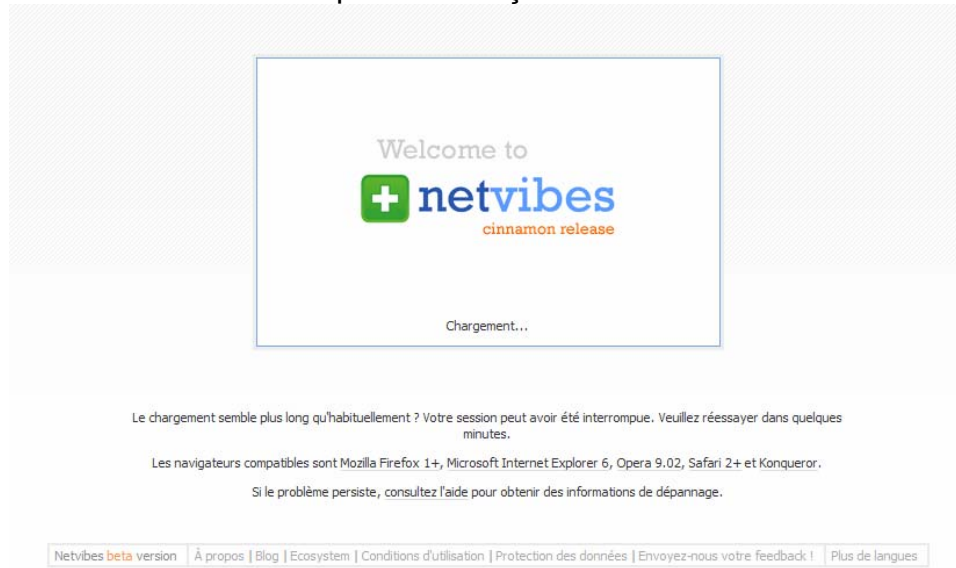 Welcome to
netvibes
cinnamon release
Chargement...
Le chargement semble plus long qu'habituellement ? Votre session peut avoir été interrompue. Veuillez réessayer dans quelques
minutes.
Les navigateurs compatibles sont Mozilla Firefox 1+, Microsoft Internet Explorer 6, Opera 9.02, Safari 2+ et Konqueror.
Si le problème persiste, consultez l'aide pour obtenir des informations de dépannage.
Netvibes beta version À propos | Blog | Ecosystem | Conditions d'utilisation | Protection des données | Envoyez-nous votre feedback ! Plus de langues